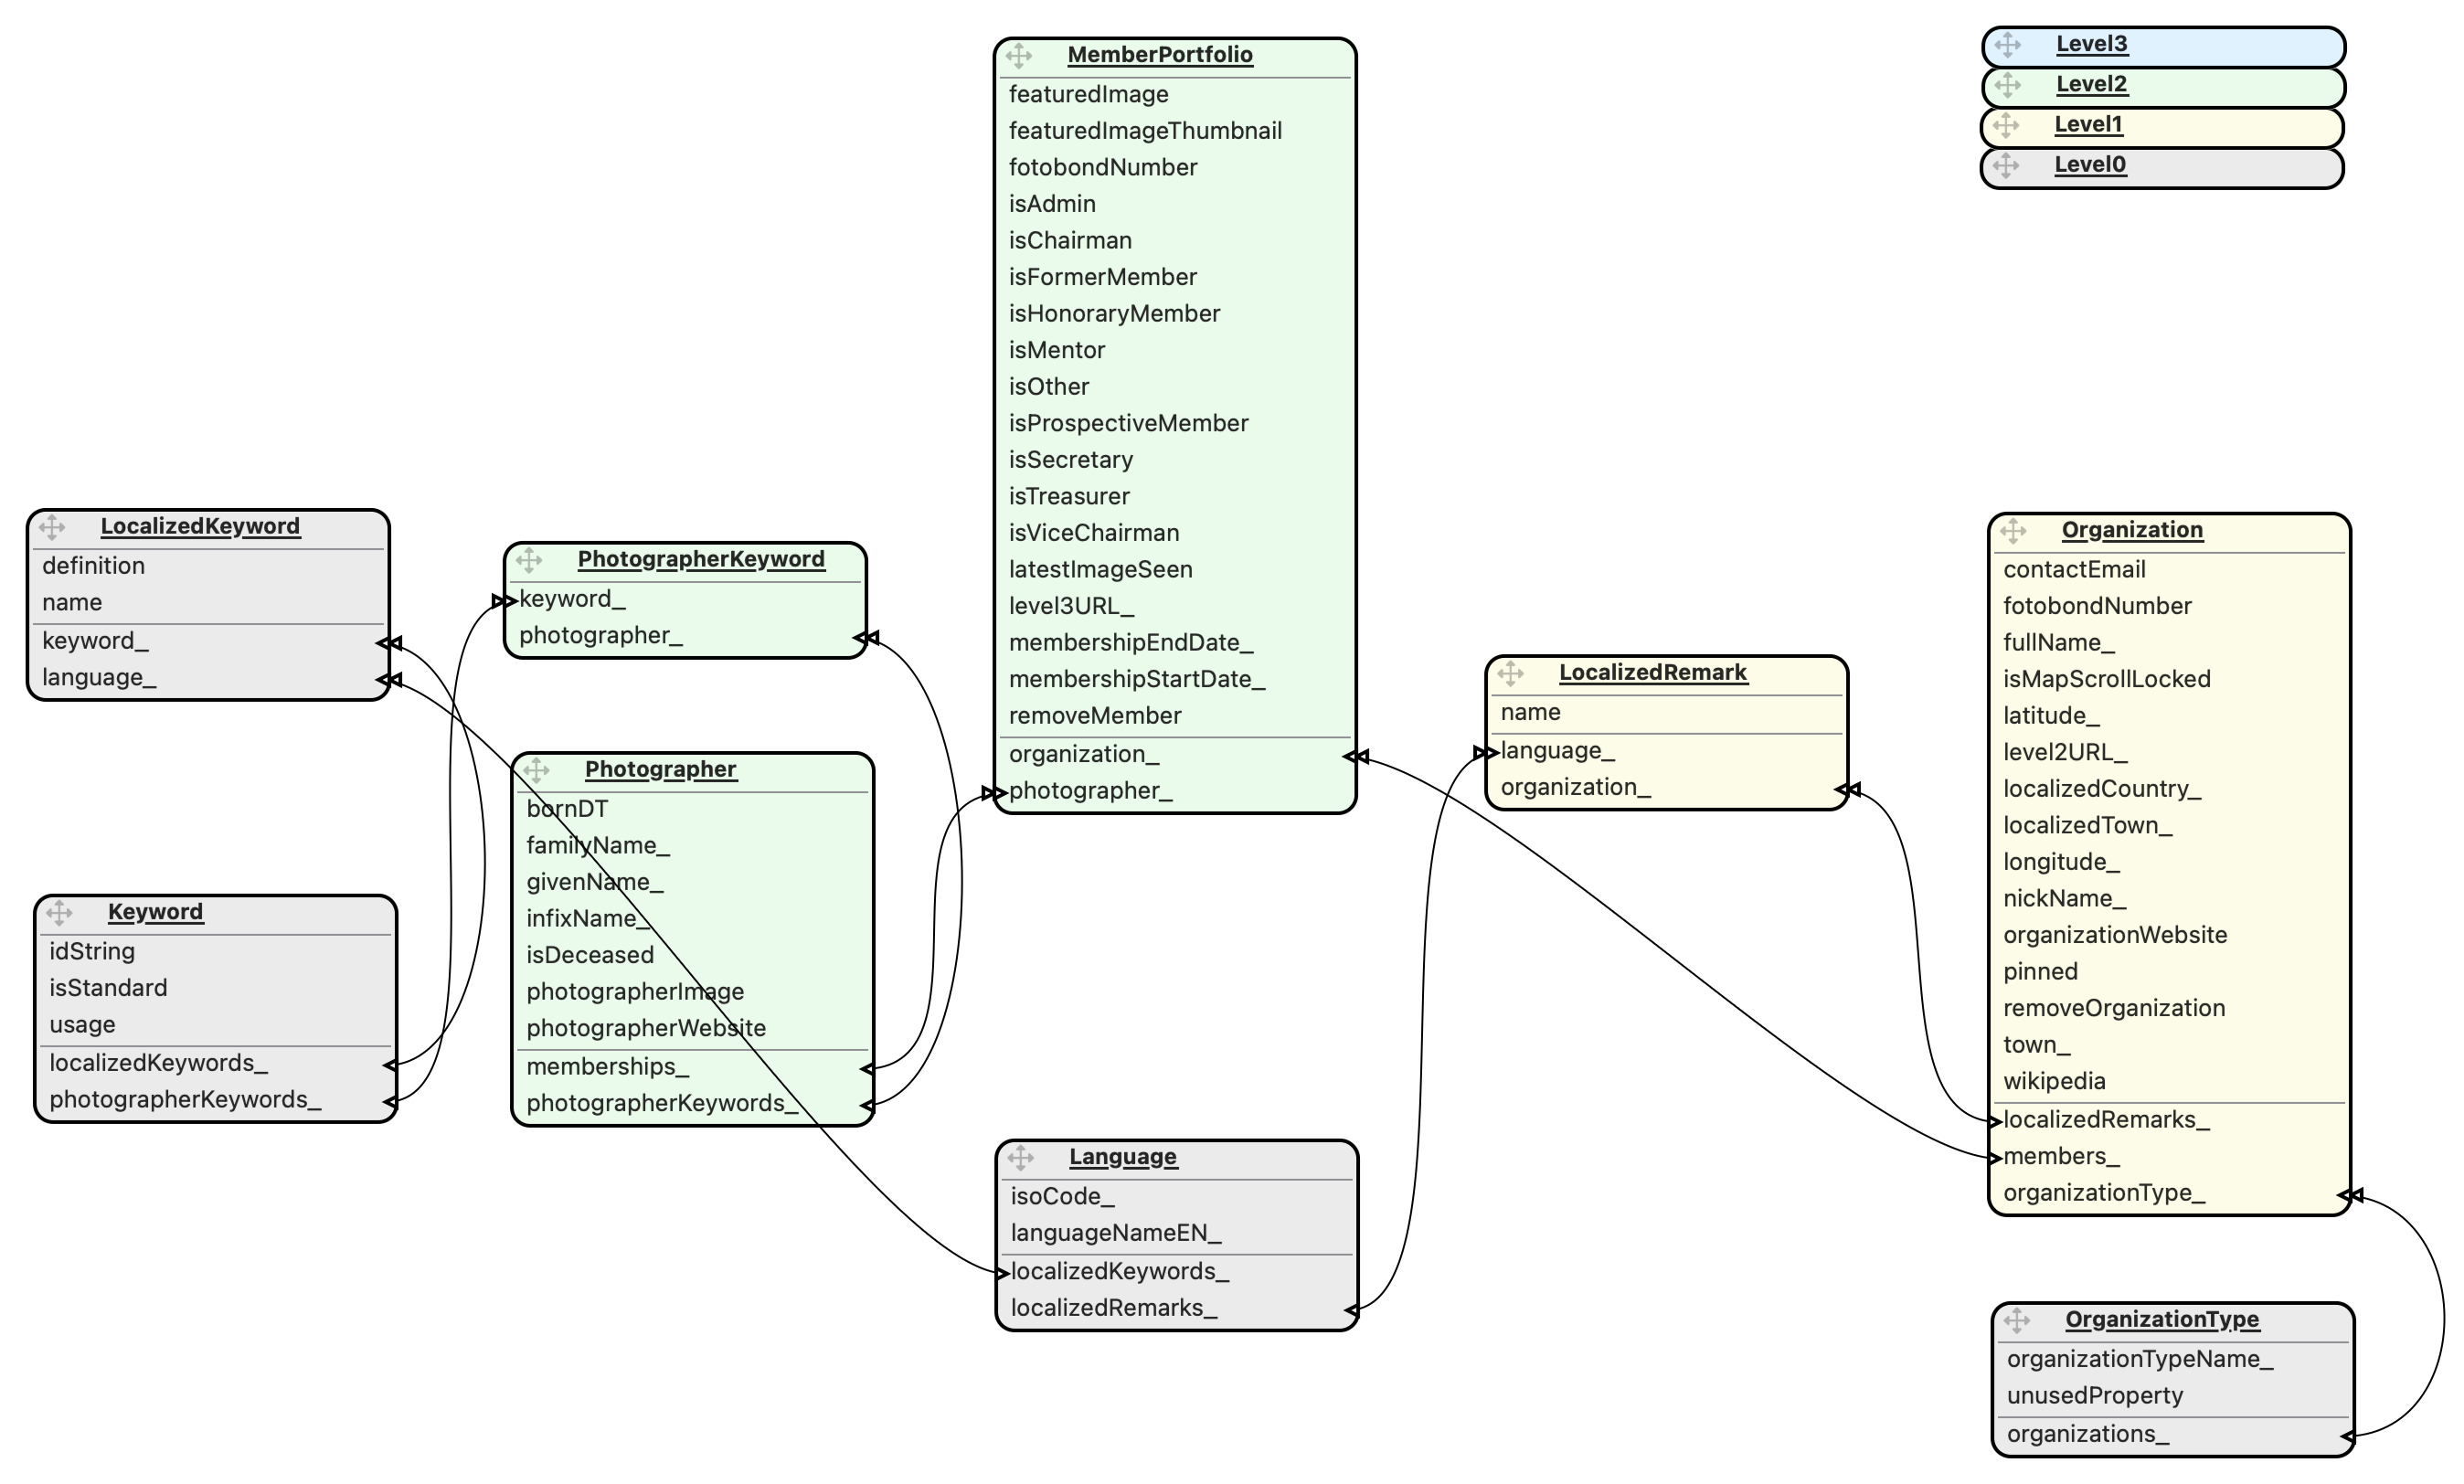 MemberPortfolio
featuredImage
featuredImageThumbnail
fotobondNumber
isAdmin
isChairman
isFormerMember
isHonoraryMember
isMentor
isOther
isProspectiveMember
isSecretary
isTreasurer
isViceChairman
latestImageSeen
level3URL_
membershipEndDate_
membershipStartDate_
removeMember
organization_
photographer_
Level3
Level2
Level1
Level0
LocalizedKeyword
definition
name
keyword_
language_
PhotographerKeyword
keyword_
photographer_
Photographer
bornDT
familyName_
givenName_
infixName_
isDeceased
photographerImage
photographerWebsite
memberships_
photographerKeywords_
Keyword
idString
isStandard
usage
localizedKeywords_
photographerKeywords_
LocalizedRemark
name
language_
organization_
Organization
contactEmail
fotobondNumber
fullName_
isMapScrollLocked
latitude_
level2URL_
localizedCountry_
localizedTown_
longitude_
nickName_
organizationWebsite
pinned
removeOrganization
town_
wikipedia
localizedRemarks_
members_
organizationType_
Language
isoCode_
languageNameEN_
localizedKeywords_
localizedRemarks_
OrganizationType
organizationTypeName_
unusedProperty
organizations_